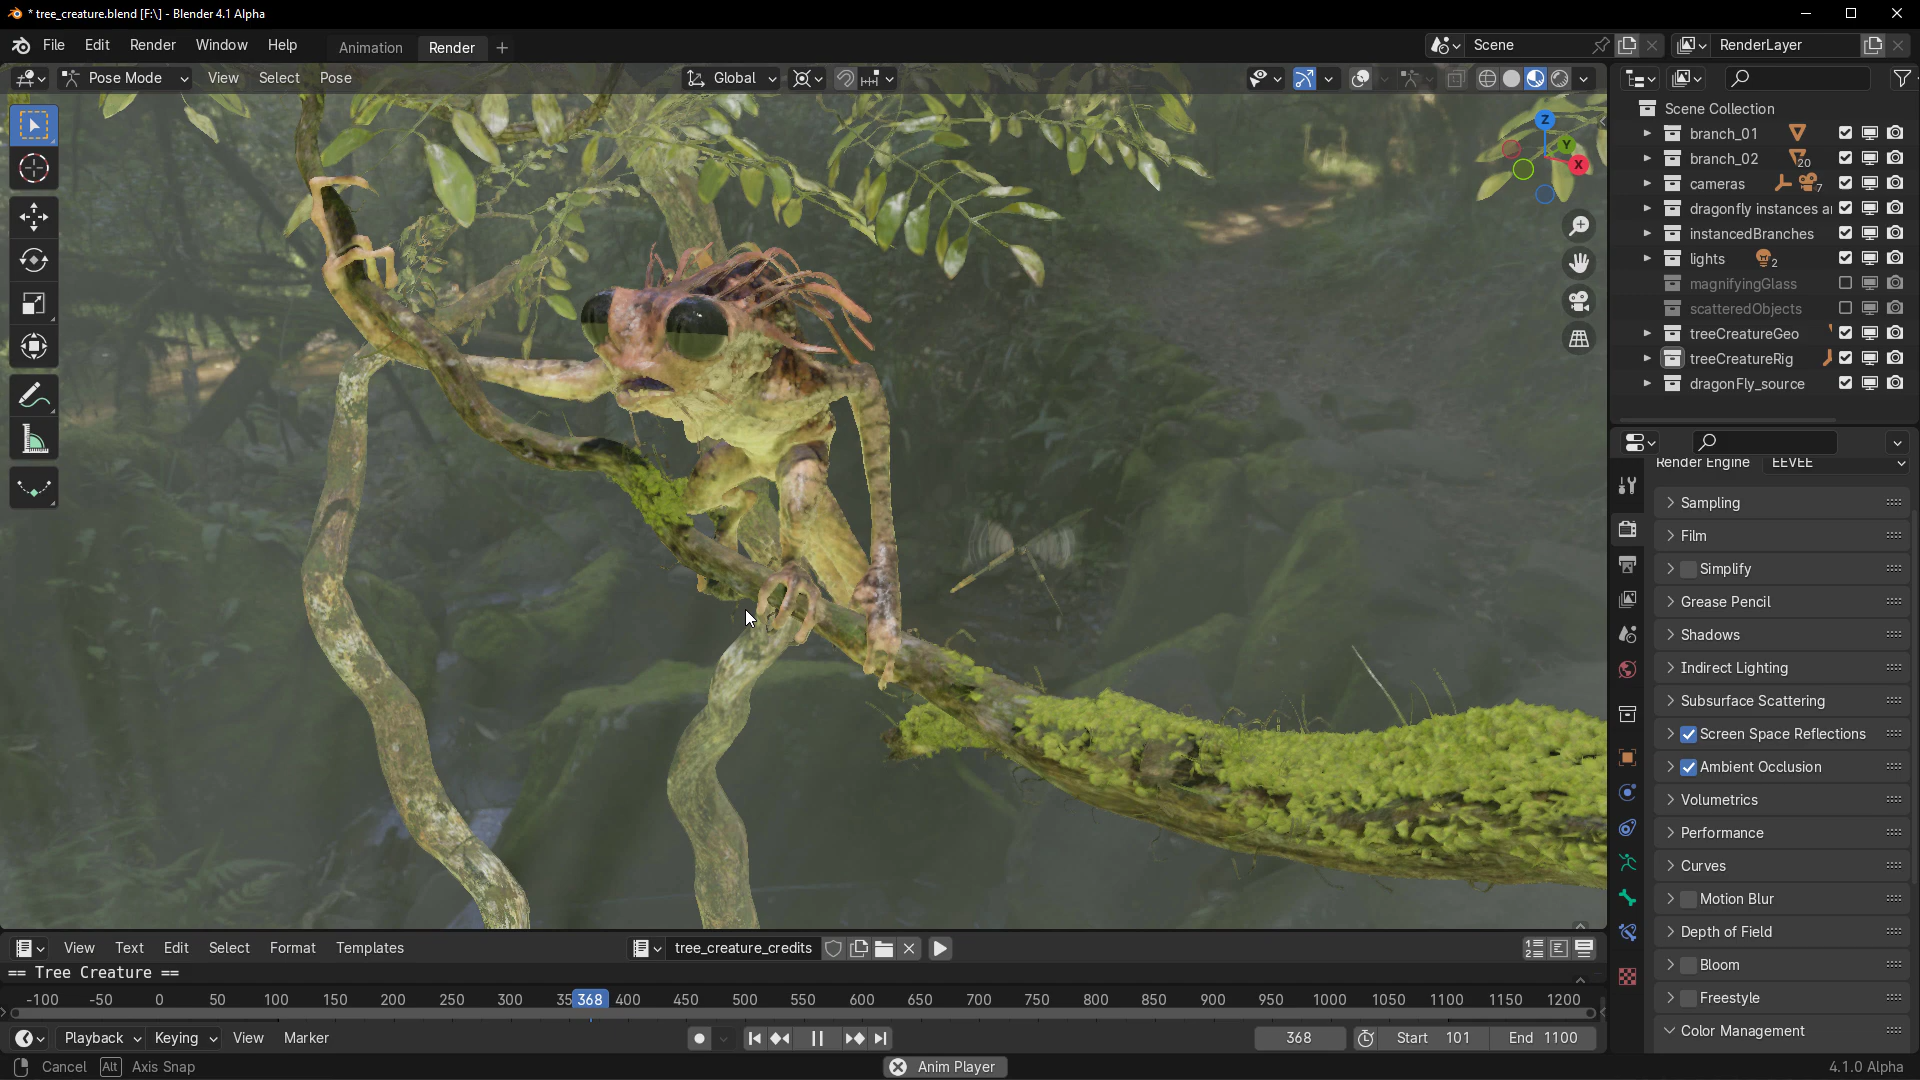 * tree_creature.blend [F:\] - Blender 4.1 Alpha
File Edit Render Window Help
Animation Render +
Scene
RenderLayer
Pose Mode View Select Pose
Global
Z
Y
X
Scene Collection
branch_01
branch_02 20
cameras 7
dragonfly instances a
instancedBranches
lights 2
magnifyingGlass
scatteredObjects
treeCreatureGeo
treeCreatureRig
dragonFly_source
Render Engine EEVEE
Sampling
Film
Simplify
Grease Pencil
Shadows
Indirect Lighting
Subsurface Scattering
Screen Space Reflections
Ambient Occlusion
Volumetrics
Performance
Curves
Motion Blur
Depth of Field
Bloom
Freestyle
Color Management
View Text Edit Select Format Templates
tree_creature_credits
== Tree Creature ==
-100 -50 0 50 100 150 200 250 300 35 368 400 450 500 550 600 650 700 750 800 850 900 950 1000 1050 1100 1150 1200
Playback Keying View Marker
368
Start 101
End 1100
Cancel Alt Axis Snap
Anim Player
4.1.0 Alpha